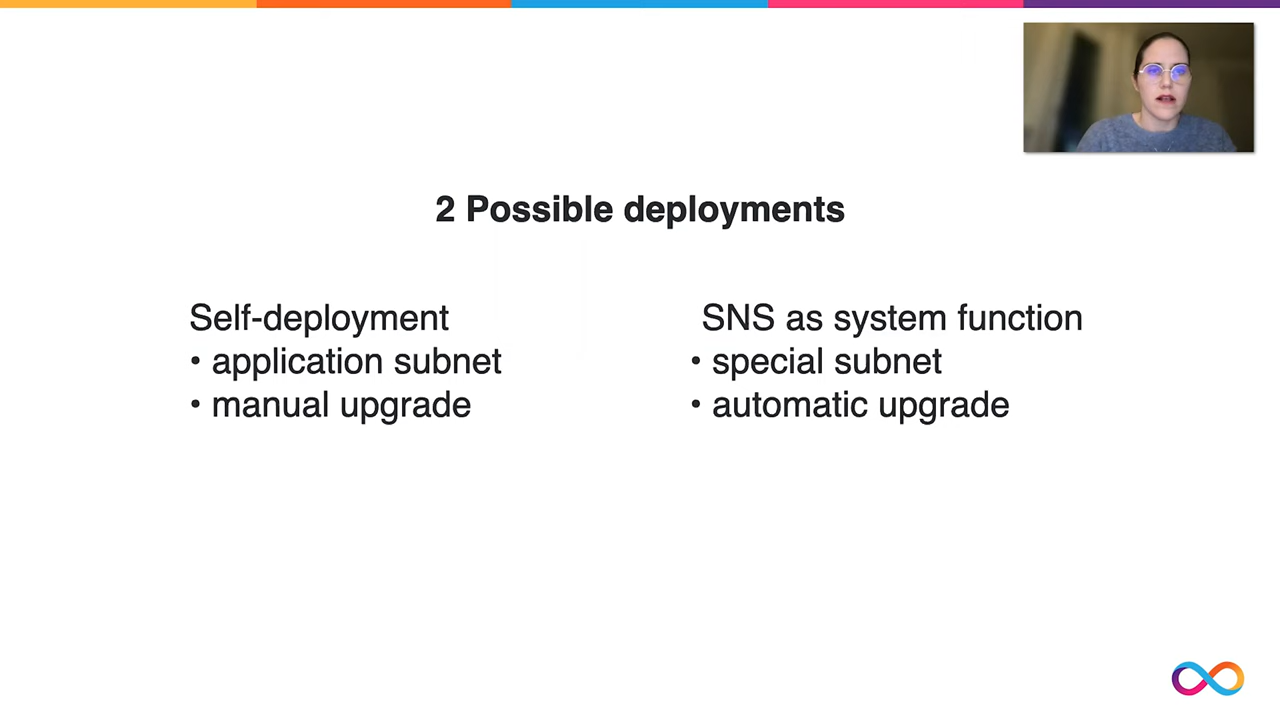 2 Possible deployments
Self-deployment
• application subnet
• manual upgrade
SNS as system function
• special subnet
• automatic upgrade